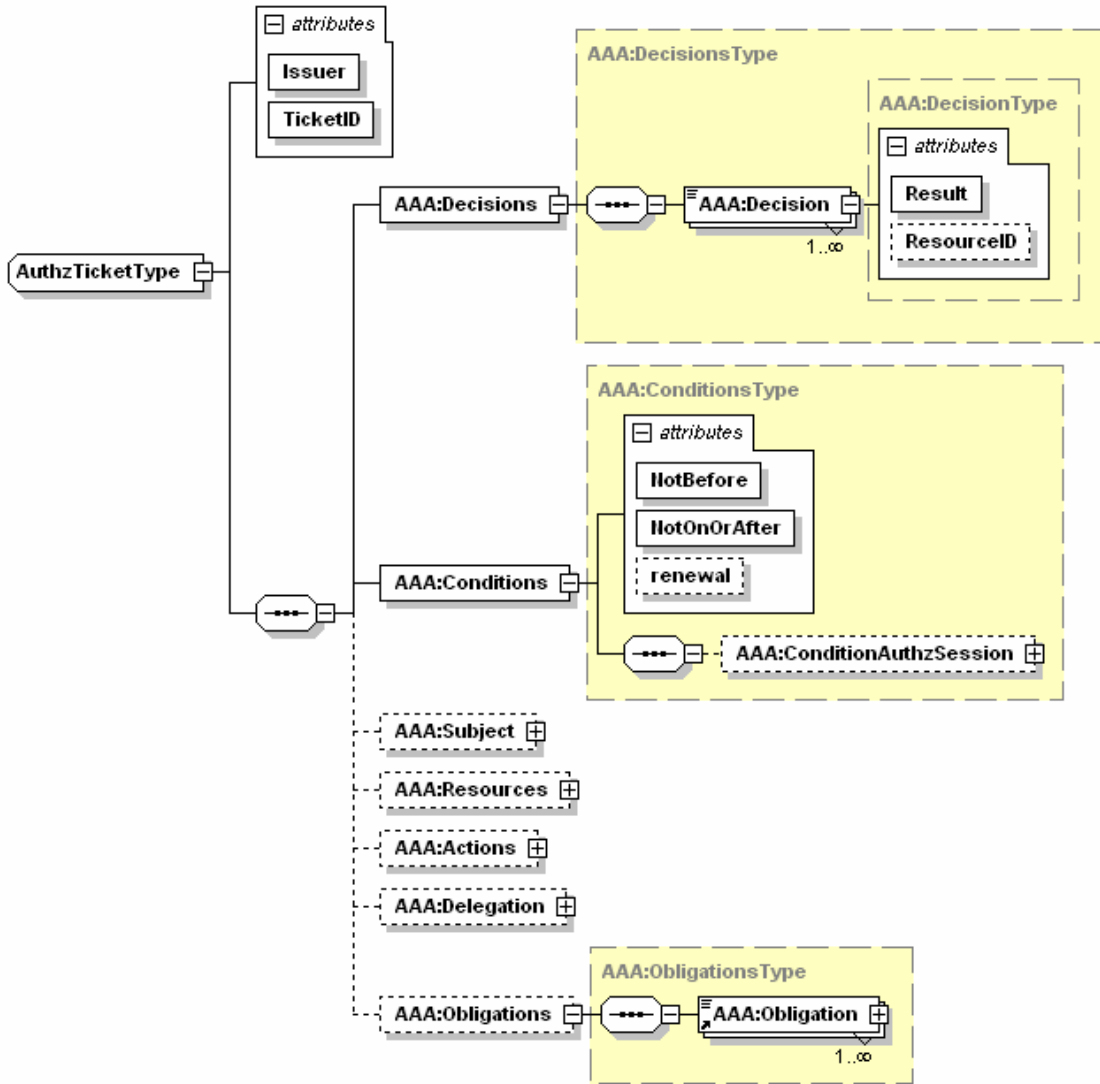 attributes
Issuer
TicketID
AAA:DecisionsType
AAA:DecisionType
attributes
AAA:Decisions
AAA:Decision
Result
1..∞
ResourceID
AuthzTicketType
AAA:ConditionsType
attributes
NotBefore
NotOnOrAfter
AAA:Conditions
renewal
AAA:ConditionAuthzSession
AAA:Subject
AAA:Resources
AAA:Actions
AAA:Delegation
AAA:ObligationsType
AAA:Obligations
AAA:Obligation
1..∞